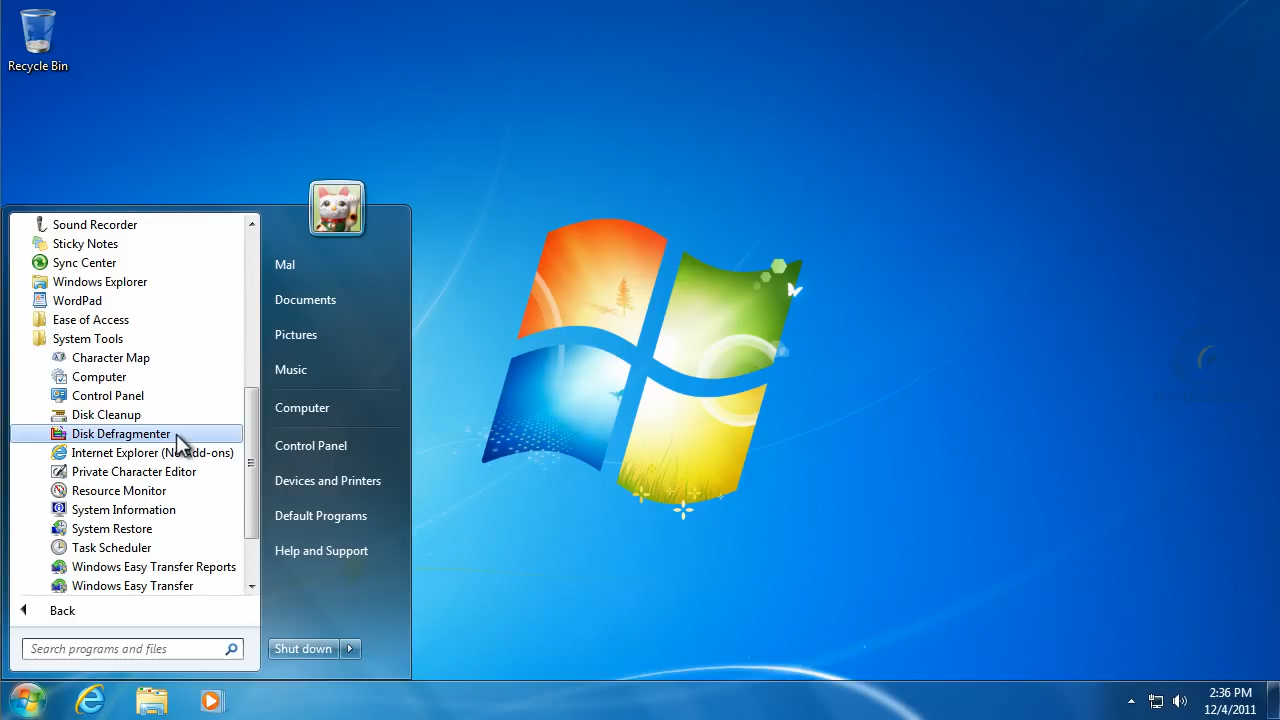 Recycle Bin
Sound Recorder
Sticky Notes
Sync Center
Windows Explorer
WordPad
Ease of Access
System Tools
Character Map
Computer
Control Panel
Disk Cleanup
Disk Defragmenter
Internet Explorer (No Add-ons)
Private Character Editor
Resource Monitor
System Information
System Restore
Task Scheduler
Windows Easy Transfer Reports
Windows Easy Transfer
Back
Search programs and files
Mal
Documents
Pictures
Music
Computer
Control Panel
Devices and Printers
Default Programs
Help and Support
Shut down
2:36 PM
12/4/2011